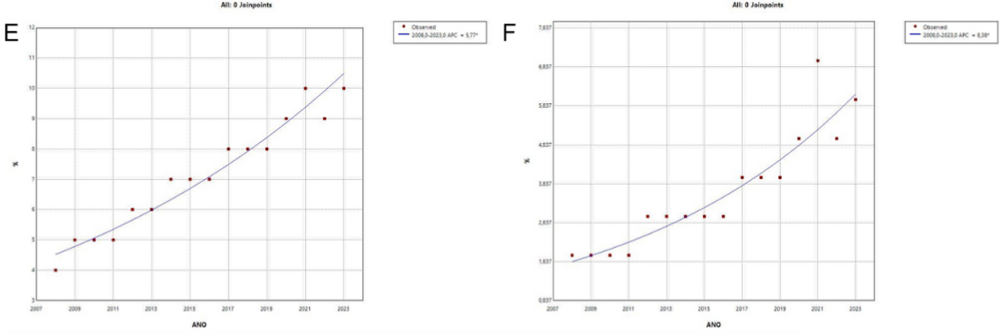 All: 0 Joinpoints
E
Observed
2008,0-2023,0 APC = 5,77*
12
11
10
9
8
7
6
5
4
3
%
2007 2009 2011 2013 2015 2017 2019 2021 2023
ANO
All: 0 Joinpoints
F
Observed
2008,0-2023,0 APC = 8,38*
7,837
6,837
5,837
4,837
3,837
2,837
1,837
0,837
%
2007 2009 2011 2013 2015 2017 2019 2021 2023
ANO